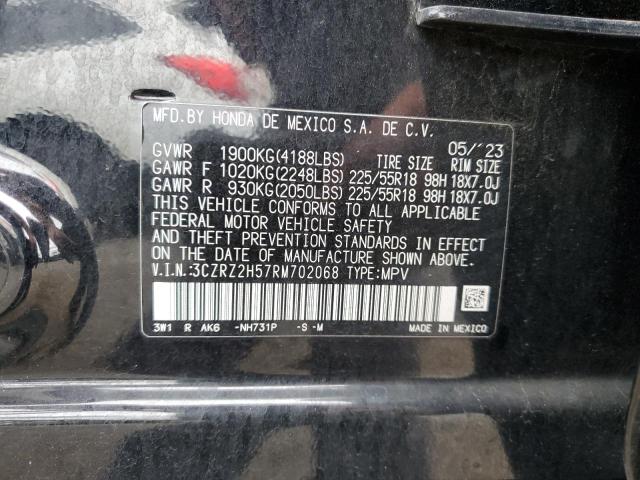 MFD. BY HONDA DE MEXICO S.A. DE C.V.
05/'23
GVWR 1900KG(4188LBS) TIRE SIZE RIM SIZE
GAWR F 1020KG(2248LBS) 225/55R18 98H 18X7.0J
GAWR R 930KG(2050LBS) 225/55R18 98H 18X7.0J
THIS VEHICLE CONFORMS TO ALL APPLICABLE
FEDERAL MOTOR VEHICLE SAFETY
AND THEFT PREVENTION STANDARDS IN EFFECT
ON THE DATE OF MANUFACTURE SHOWN ABOVE.
V.I.N.:3CZRZ2H57RM702068 TYPE:MPV
3W1 R AK6 -NH731P -S -M MADE IN MEXICO